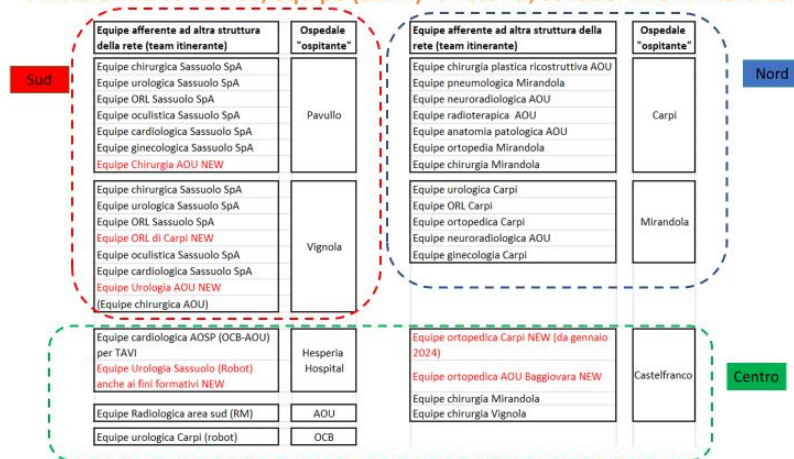 Equipe afferente ad altra struttura della rete (team itinerante)
Ospedale "ospitante"
Sud
Equipe chirurgica Sassuolo SpA
Equipe urologica Sassuolo SpA
Equipe ORL Sassuolo SpA
Equipe oculistica Sassuolo SpA
Equipe cardiologica Sassuolo SpA
Equipe ginecologica Sassuolo SpA
Equipe Chirurgia AOU NEW
Pavullo
Equipe chirurgica Sassuolo SpA
Equipe urologica Sassuolo SpA
Equipe ORL Sassuolo SpA
Equipe ORL di Carpi NEW
Equipe oculistica Sassuolo SpA
Equipe cardiologica Sassuolo SpA
Equipe Urologia AOU NEW
(Equipe chirurgica AOU)
Vignola
Equipe afferente ad altra struttura della rete (team itinerante)
Ospedale "ospitante"
Nord
Equipe chirurgia plastica ricostruttiva AOU
Equipe pneumologica Mirandola
Equipe neuroradiologica AOU
Equipe radioterapica AOU
Equipe anatomia patologica AOU
Equipe ortopedia Mirandola
Equipe chirurgia Mirandola
Carpi
Equipe urologica Carpi
Equipe ORL Carpi
Equipe ortopedica Carpi
Equipe neuroradiologica AOU
Equipe ginecologia Carpi
Mirandola
Equipe cardiologica AOSP (OCB-AOU)
per TAVI
Equipe Urologia Sassuolo (Robot)
anche ai fini formativi NEW
Hesperia
Hospital
Equipe Radiologica area sud (RM)
AOU
Equipe urologica Carpi (robot)
OCB
Equipe ortopedica Carpi NEW (da gennaio
2024)
Equipe ortopedica AOU Baggiovara NEW
Equipe chirurgia Mirandola
Equipe chirurgia Vignola
Castelfranco
Centro